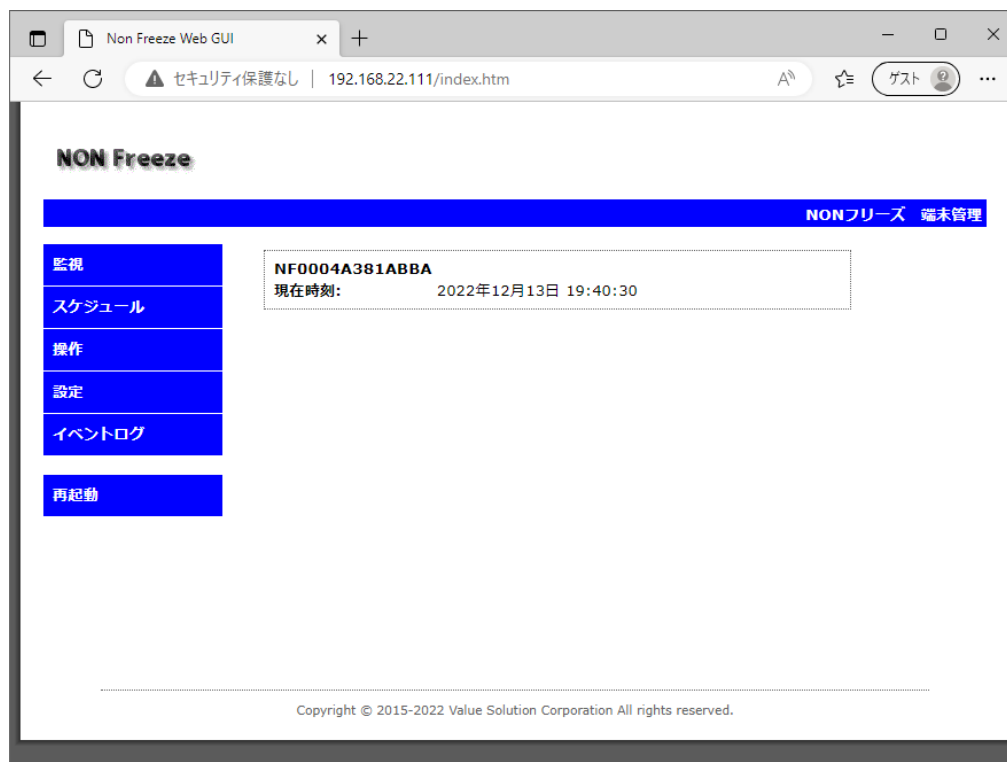 Non Freeze Web GUI
セキュリティ保護なし | 192.168.22.111/index.htm
ゲスト
NON Freeze
NONフリーズ 端末管理
監視
スケジュール
操作
設定
イベントログ
再起動
NF0004A381ABBA
現在時刻: 2022年12月13日 19:40:30
Copyright © 2015-2022 Value Solution Corporation All rights reserved.